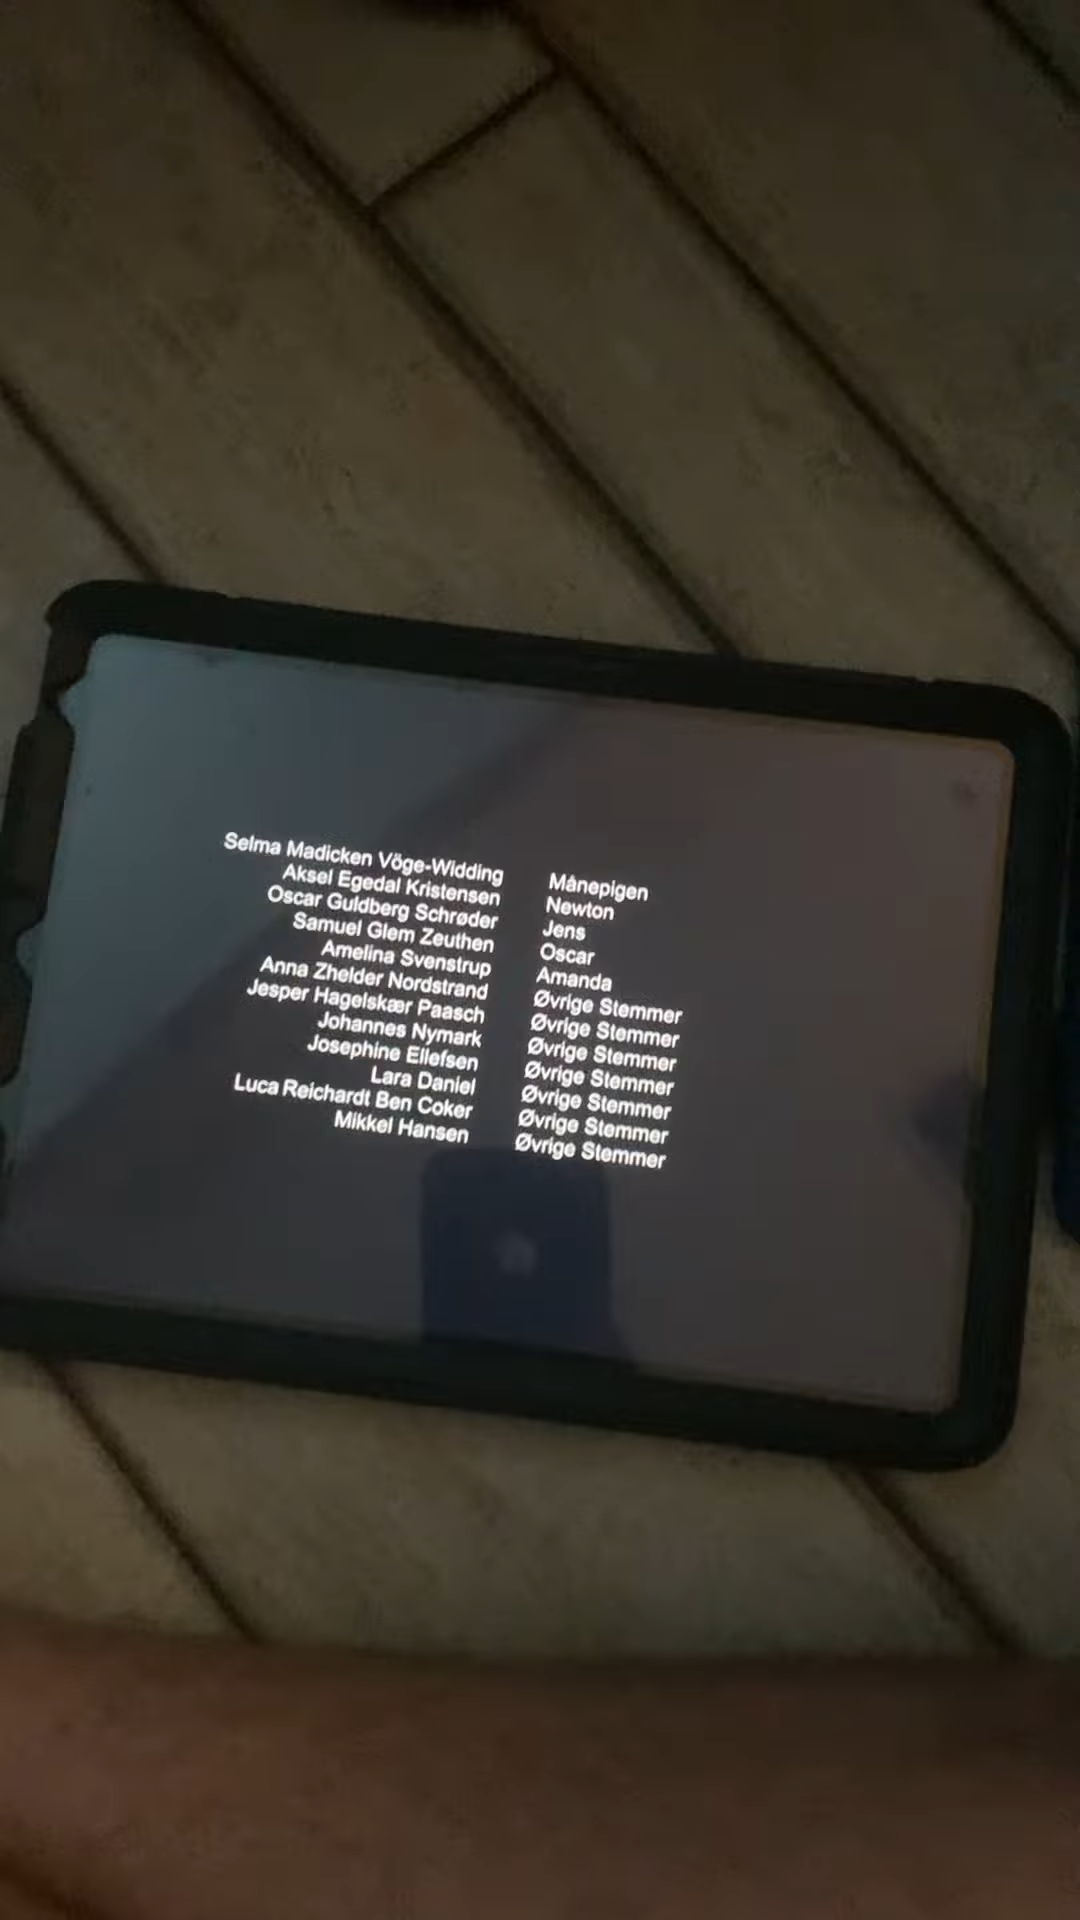 Selma Madicken Vöge-Widding Månepigen
Aksel Egedal Kristensen Newton
Oscar Guldberg Schrøder Jens
Samuel Glem Zeuthen Oscar
Amelina Svenstrup Amanda
Anna Zhelder Nordstrand Øvrige Stemmer
Jesper Hagelskær Paasch Øvrige Stemmer
Johannes Nymark Øvrige Stemmer
Josephine Ellefsen Øvrige Stemmer
Lara Daniel Øvrige Stemmer
Luca Reichardt Ben Coker Øvrige Stemmer
Mikkel Hansen Øvrige Stemmer